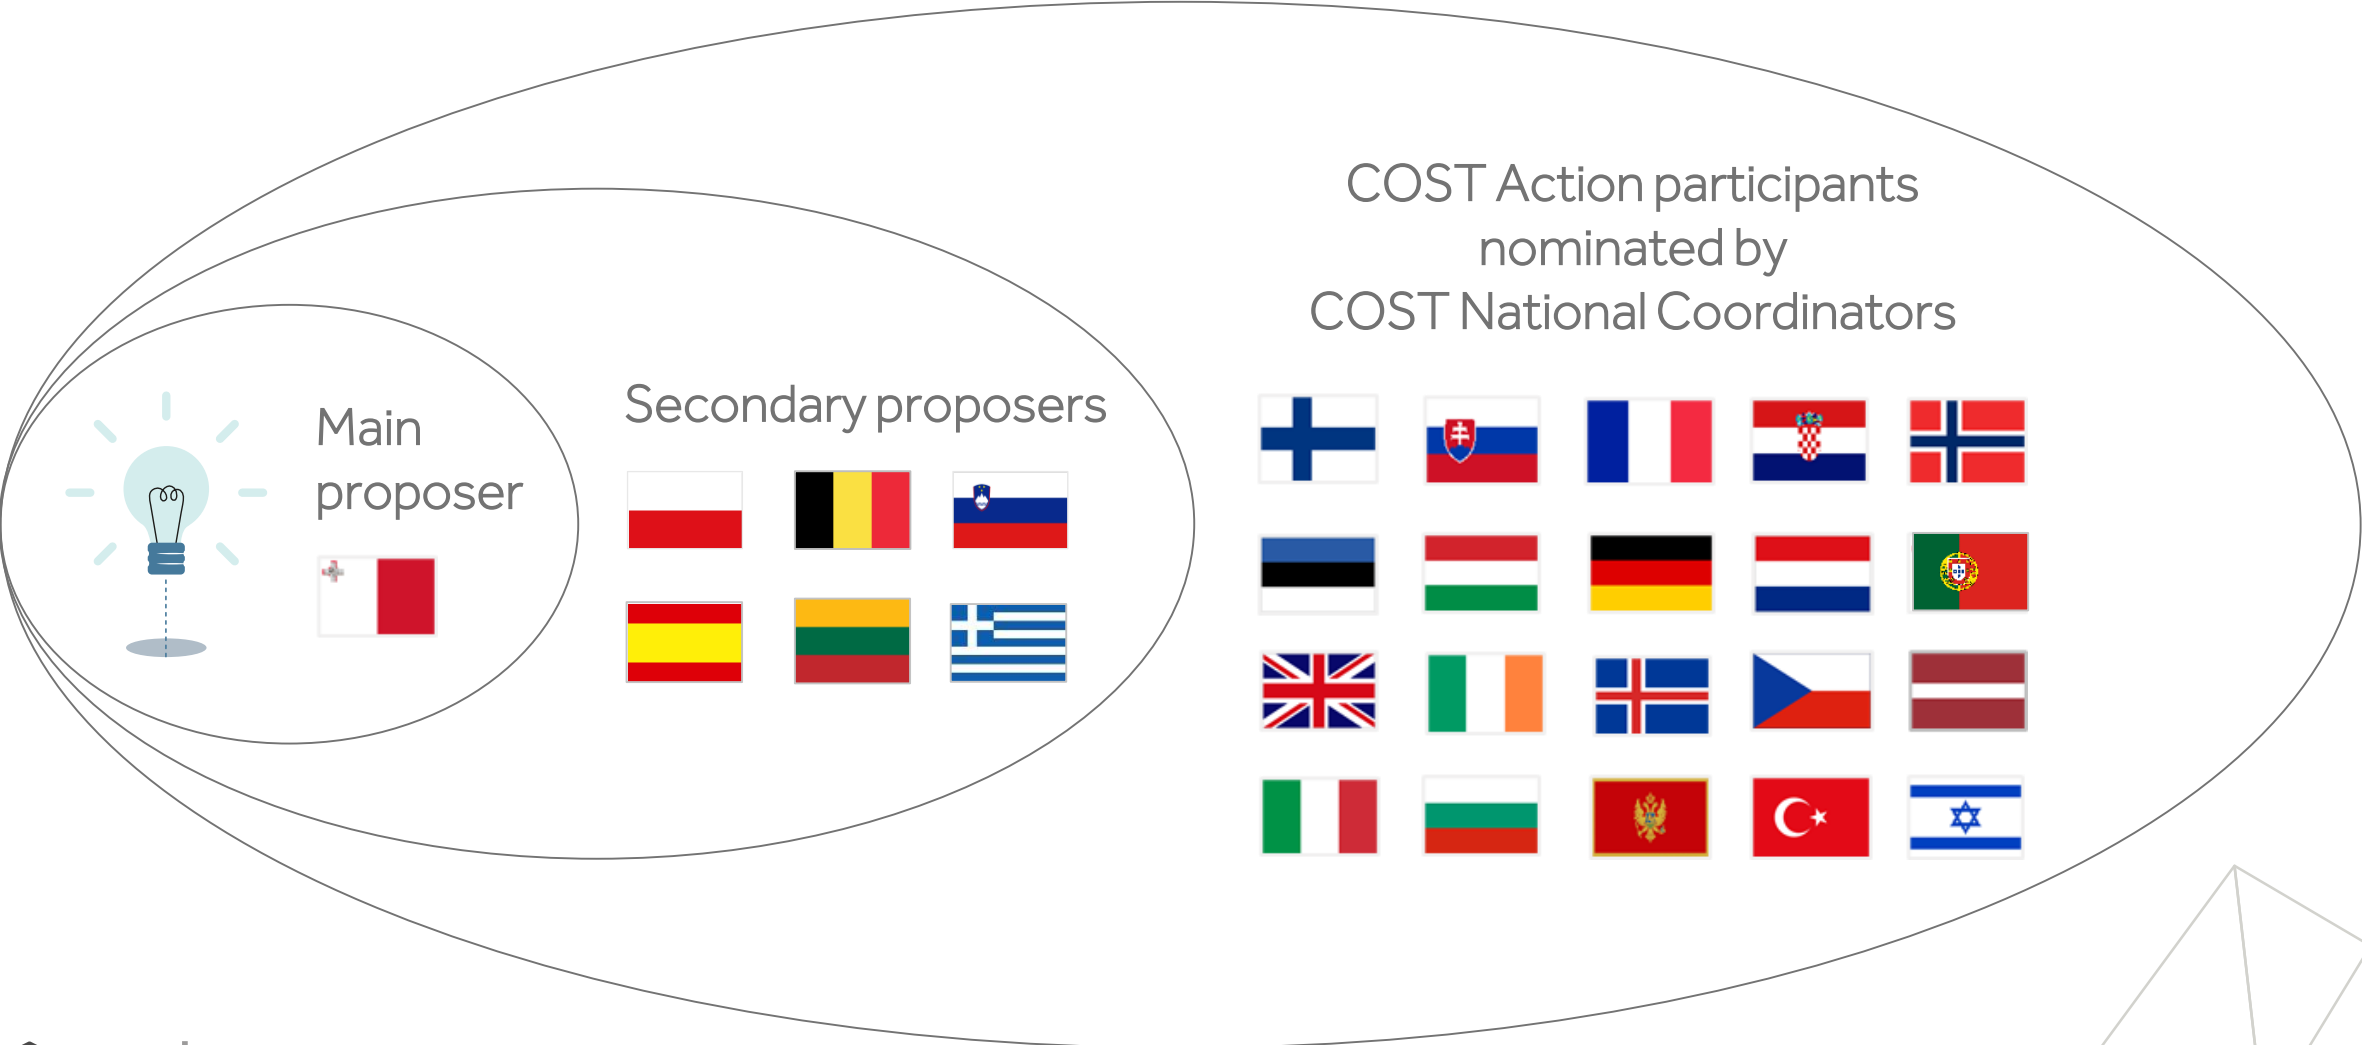 Main
proposer
Secondary proposers
COST Action participants
nominated by
COST National Coordinators